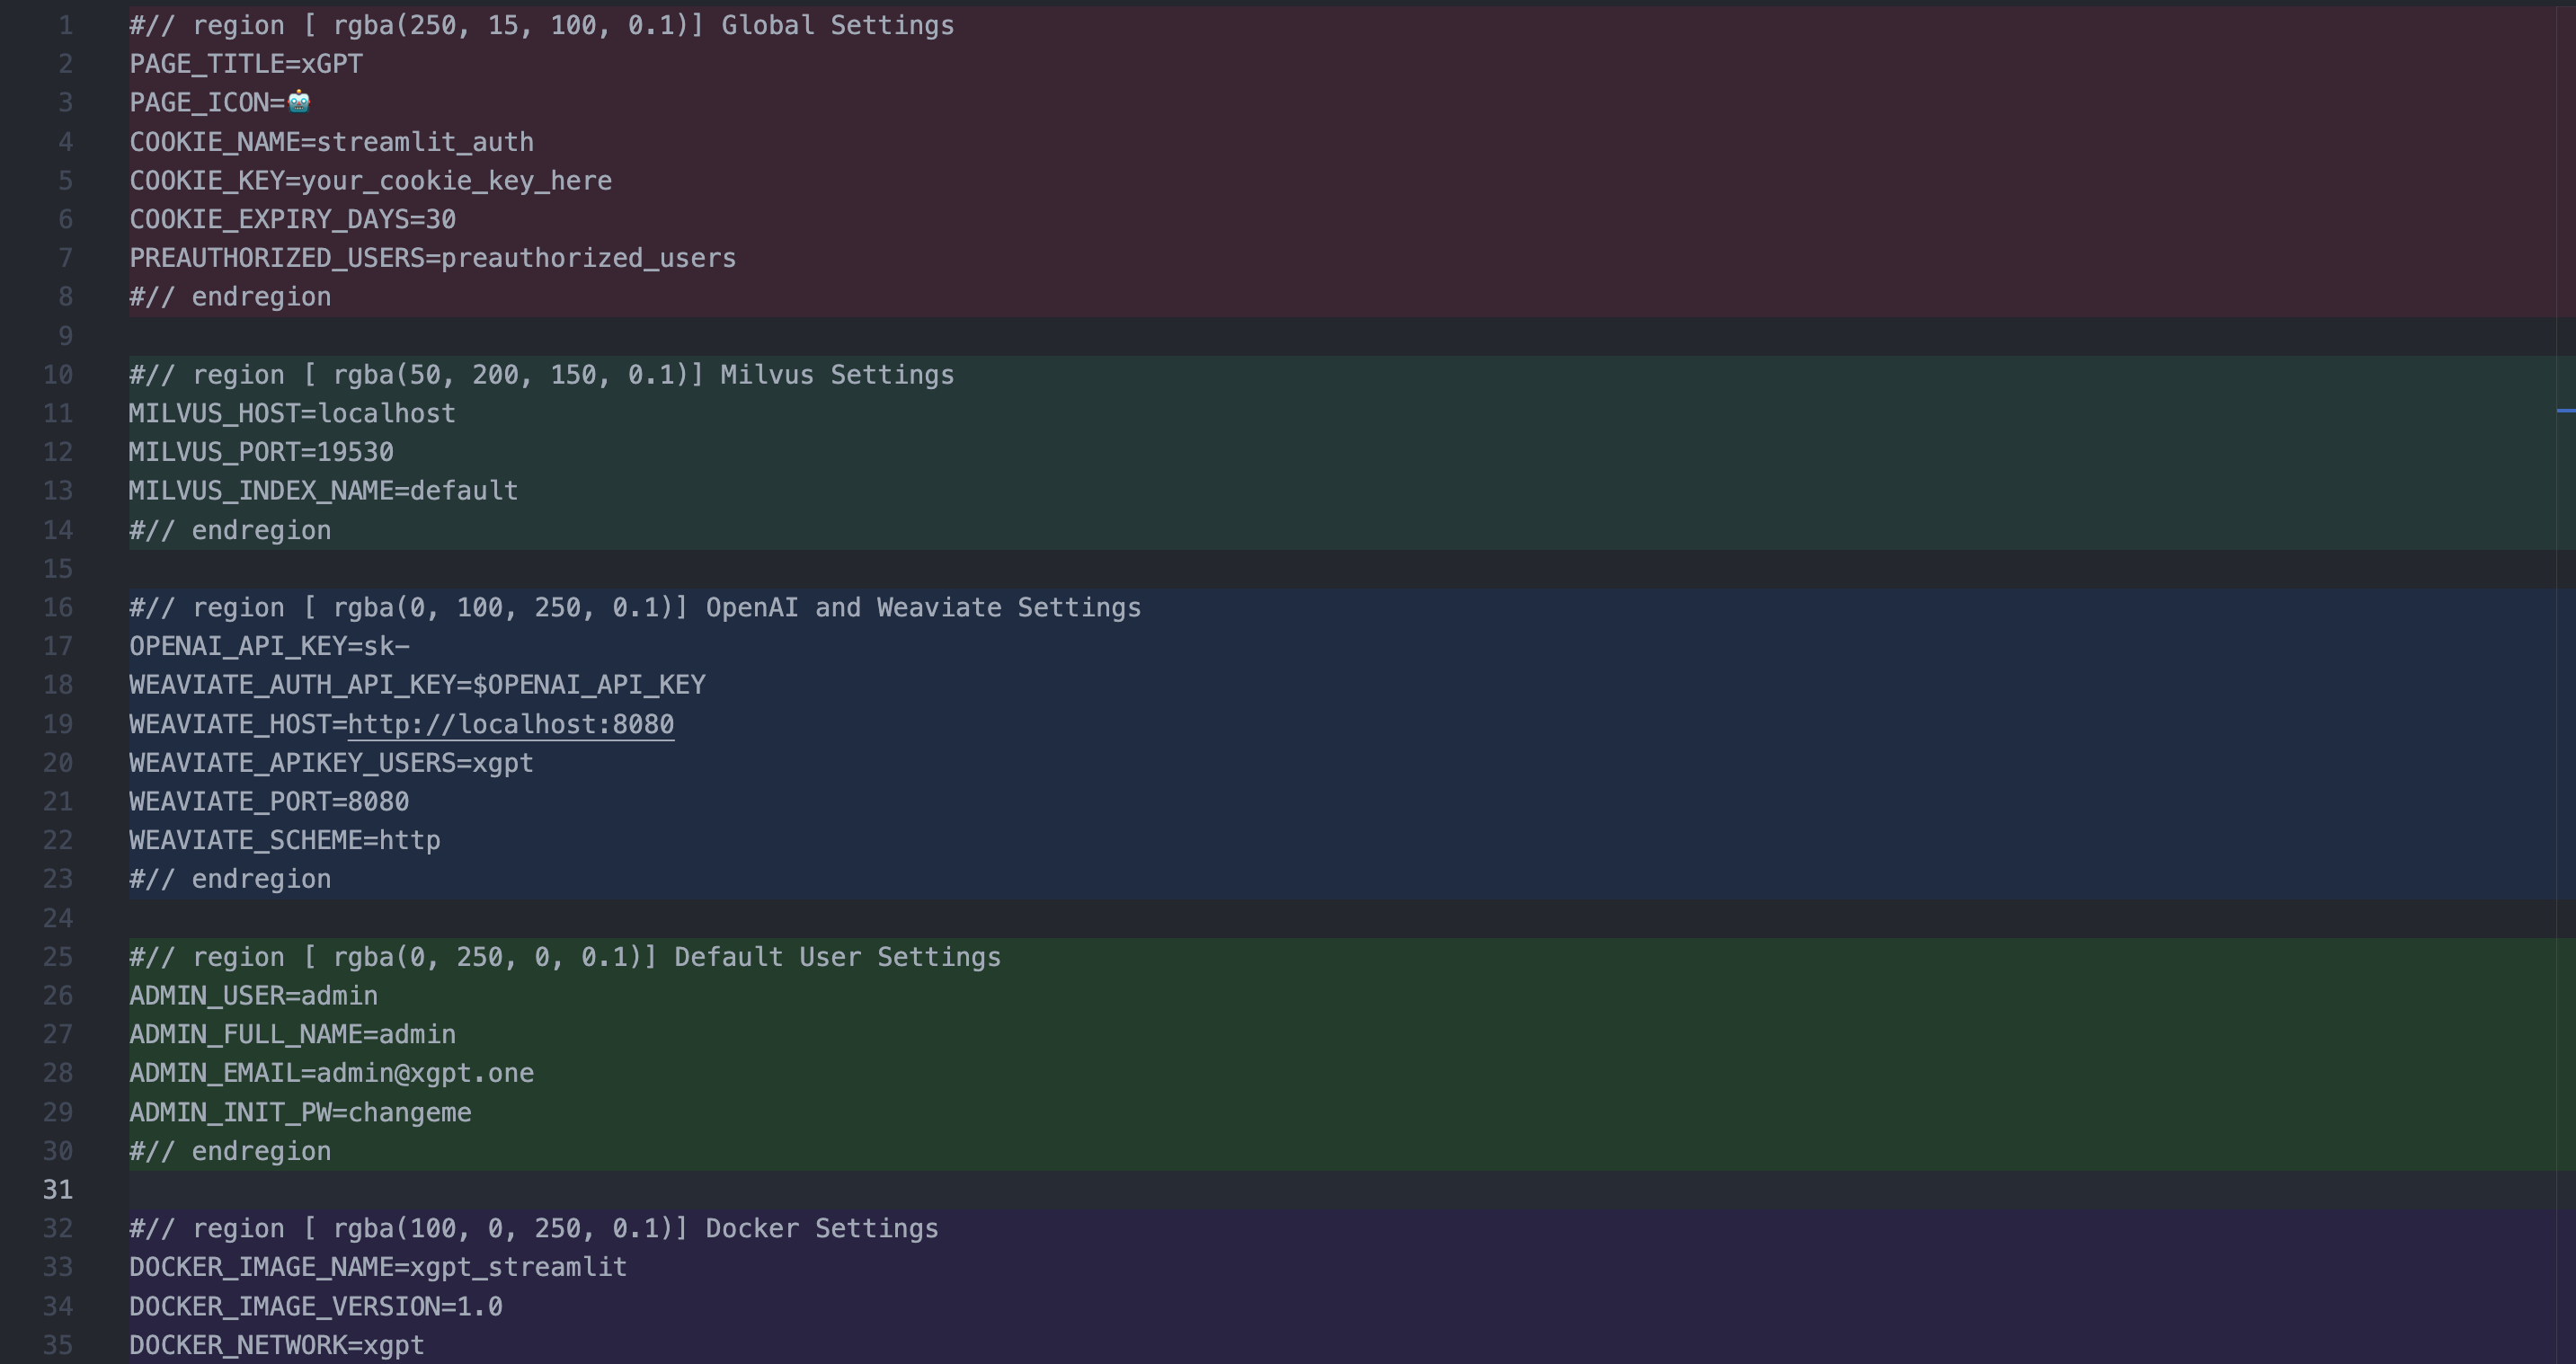 1 #// region [ rgba(250, 15, 100, 0.1)] Global Settings
2 PAGE_TITLE=xGPT
3 PAGE_ICON=🤖
4 COOKIE_NAME=streamlit_auth
5 COOKIE_KEY=your_cookie_key_here
6 COOKIE_EXPIRY_DAYS=30
7 PREAUTHORIZED_USERS=preauthorized_users
8 #// endregion
9
10 #// region [ rgba(50, 200, 150, 0.1)] Milvus Settings
11 MILVUS_HOST=localhost
12 MILVUS_PORT=19530
13 MILVUS_INDEX_NAME=default
14 #// endregion
15
16 #// region [ rgba(0, 100, 250, 0.1)] OpenAI and Weaviate Settings
17 OPENAI_API_KEY=sk-
18 WEAVIATE_AUTH_API_KEY=$OPENAI_API_KEY
19 WEAVIATE_HOST=http://localhost:8080
20 WEAVIATE_APIKEY_USERS=xgpt
21 WEAVIATE_PORT=8080
22 WEAVIATE_SCHEME=http
23 #// endregion
24
25 #// region [ rgba(0, 250, 0, 0.1)] Default User Settings
26 ADMIN_USER=admin
27 ADMIN_FULL_NAME=admin
28 ADMIN_EMAIL=admin@xgpt.one
29 ADMIN_INIT_PW=changeme
30 #// endregion
31
32 #// region [ rgba(100, 0, 250, 0.1)] Docker Settings
33 DOCKER_IMAGE_NAME=xgpt_streamlit
34 DOCKER_IMAGE_VERSION=1.0
35 DOCKER_NETWORK=xgpt